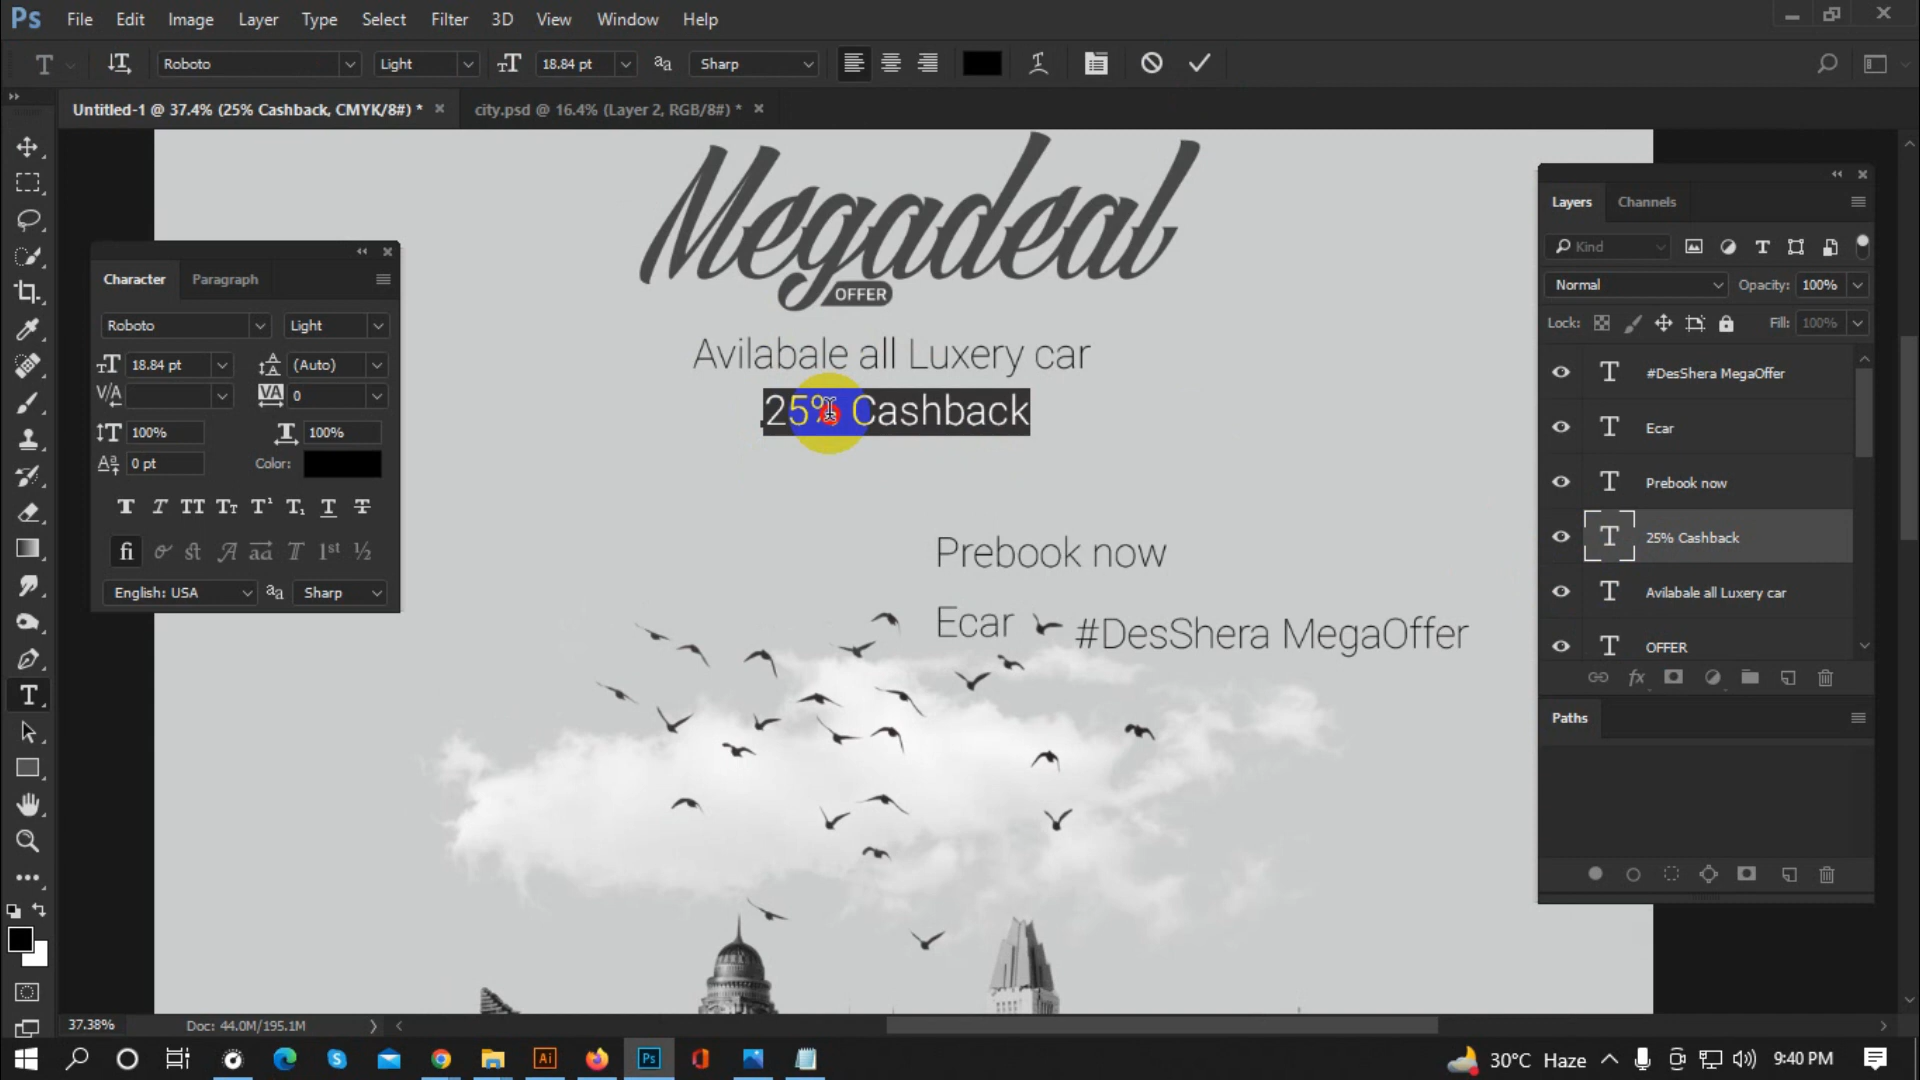 Ps File Edit Image Layer Type Select Filter 3D View Window Help
Roboto Light 18.84 pt Sharp
Untitled-1 @ 37.4% (25% Cashback, CMYK/8#) *
city.psd @ 16.4% (Layer 2, RGB/8#) *
Megadeal
OFFER
Avilabale all Luxery car
25% Cashback
Prebook now
Ecar
#DesShera MegaOffer
Character Paragraph
Roboto Light
18.84 pt (Auto)
0
100% 100%
0 pt Color:
English: USA Sharp
Layers Channels
Kind
Normal Opacity: 100%
Lock: Fill: 100%
#DesShera MegaOffer
Ecar
Prebook now
25% Cashback
Avilabale all Luxery car
OFFER
Paths
37.38% Doc: 44.0M/195.1M
30°C Haze 9:40 PM